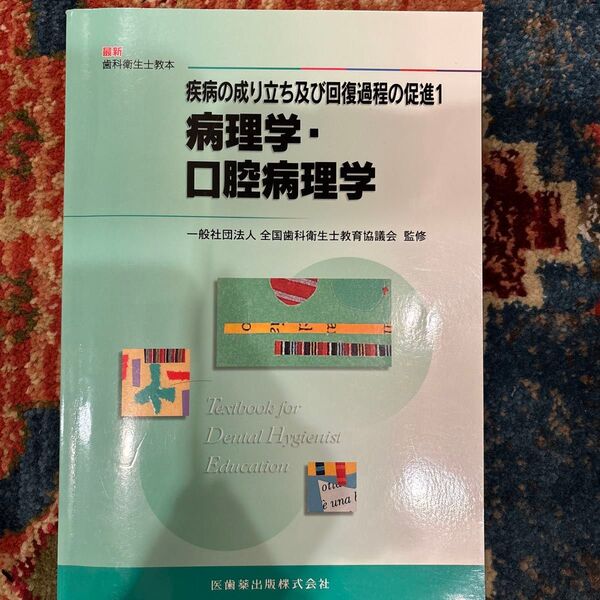 最新
歯科衛生士教本
疾病の成り立ち及び回復過程の促進1
病理学・
口腔病理学
一般社団法人 全国歯科衛生士教育協議会 監修
Textbook for
Dental Hygienist
Education
è una
医歯薬出版株式会社